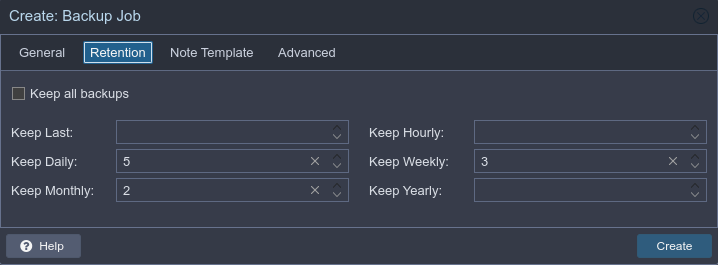 Create: Backup Job
General Retention Note Template Advanced
Keep all backups
Keep Last: Keep Hourly:
Keep Daily: 5 Keep Weekly: 3
Keep Monthly: 2 Keep Yearly:
Help Create